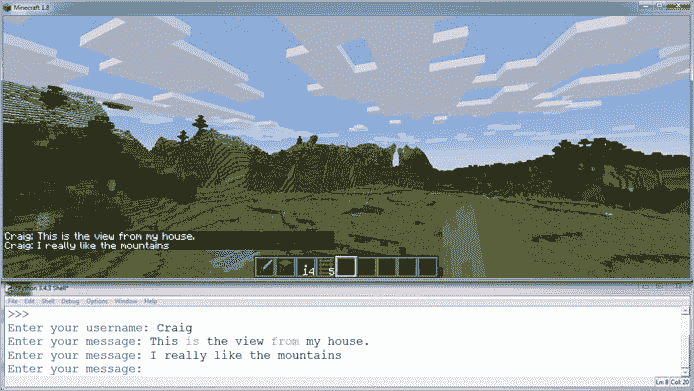 Minecraft 1.8
Craig: This is the view from my house.
Craig: I really like the mountains
14 5
Python 3.4.3 Shell*
File Edit Shell Debug Options Window Help
>>>
Enter your username: Craig
Enter your message: This is the view from my house.
Enter your message: I really like the mountains
Enter your message:
Ln: 8 Col: 20